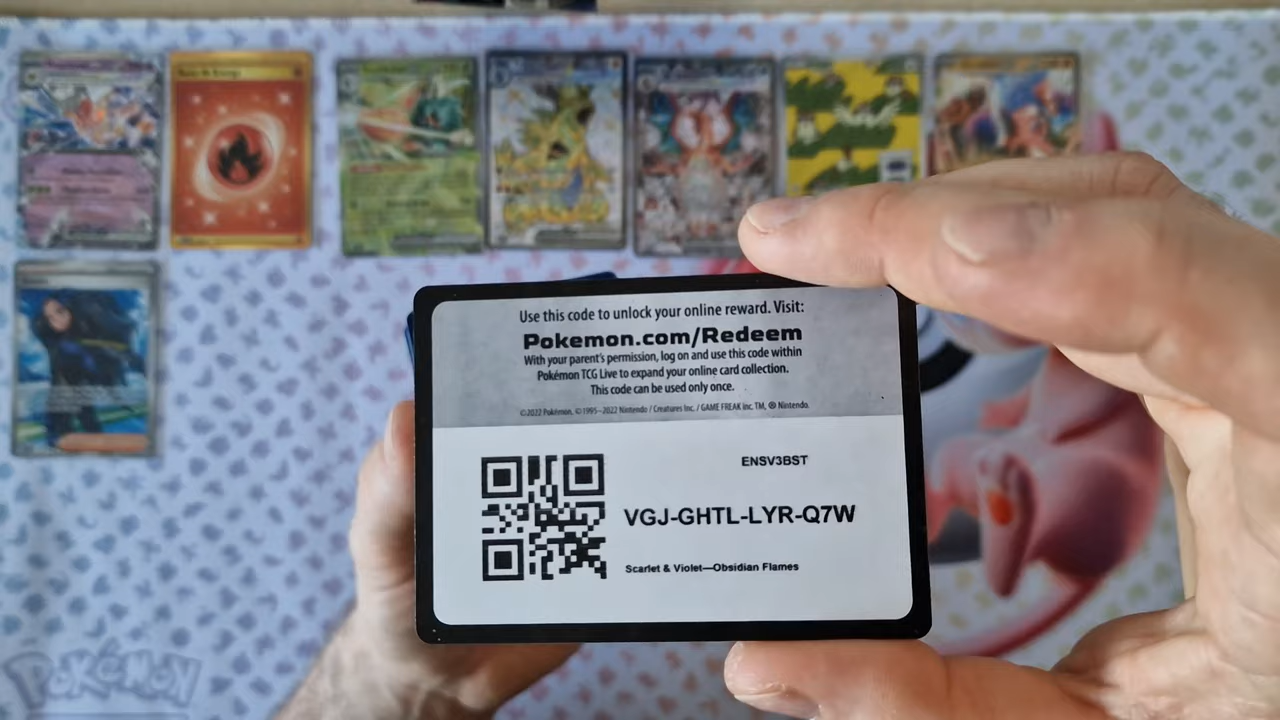 Use this code to unlock your online reward. Visit:
Pokemon.com/Redeem
With your parent's permission, log on and use this code within
Pokémon TCG Live to expand your online card collection.
This code can be used only once.
©2022 Pokémon. ©1995–2022 Nintendo / Creatures Inc. / GAME FREAK inc. TM, ® Nintendo.
ENSV3BST
VGJ-GHTL-LYR-Q7W
Scarlet & Violet—Obsidian Flames
POKÉMON